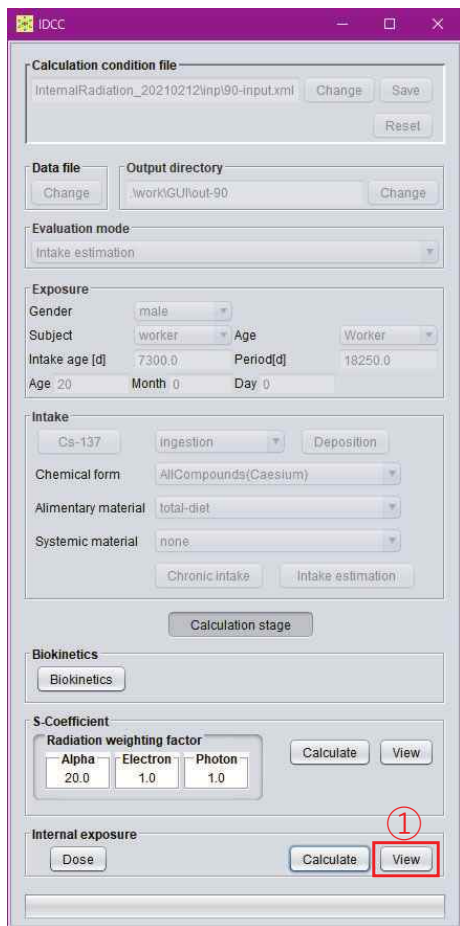 IDCC
Calculation condition file
InternalRadiation_20210212\inp\90-input.xml Change Save
Reset
Data file Output directory
Change .\work\GUI\out-90 Change
Evaluation mode
Intake estimation
Exposure
Gender male
Subject worker Age Worker
Intake age [d] 7300.0 Period[d] 18250.0
Age 20 Month 0 Day 0
Intake
Cs-137 ingestion Deposition
Chemical form AllCompounds(Caesium)
Alimentary material total-diet
Systemic material none
Chronic intake Intake estimation
Calculation stage
Biokinetics
Biokinetics
S-Coefficient
Radiation weighting factor
Alpha Electron Photon
20.0 1.0 1.0 Calculate View
①
Internal exposure
Dose Calculate View